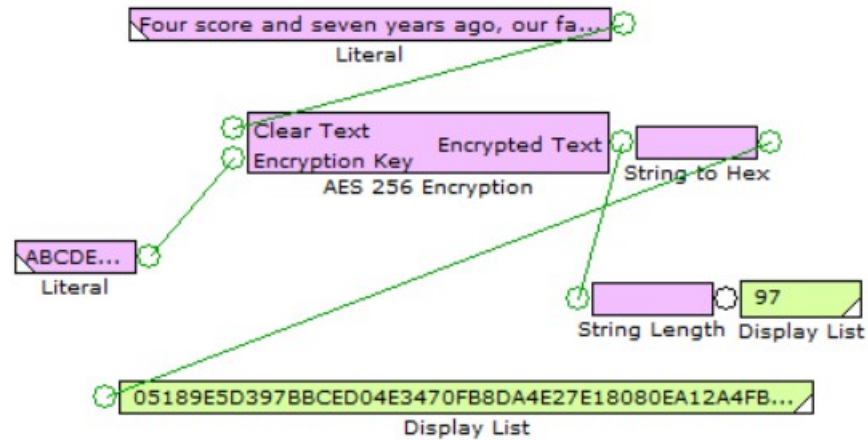 Four score and seven years ago, our fa...
Literal
Clear Text
Encryption Key
Encrypted Text
AES 256 Encryption
String to Hex
ABCDE...
Literal
String Length
97
Display List
05189E5D397BBCED04E3470FB8DA4E27E18080EA12A4FB...
Display List